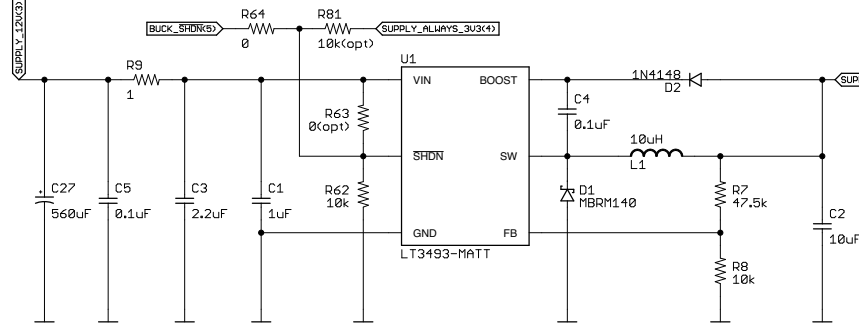 SUPPLY_12V(3)
BUCK_SHDN(5)
R64
0
R81
10k(opt)
SUPPLY_ALWAYS_3V3(4)
R9
1
U1
VIN
BOOST
1N4148
D2
SUP
R63
0(opt)
C4
0.1uF
10uH
L1
SHDN
SW
C27
560uF
C5
0.1uF
C3
2.2uF
C1
1uF
R62
10k
D1
MBRM140
R7
47.5k
C2
10uF
GND
FB
LT3493-MATT
R8
10k